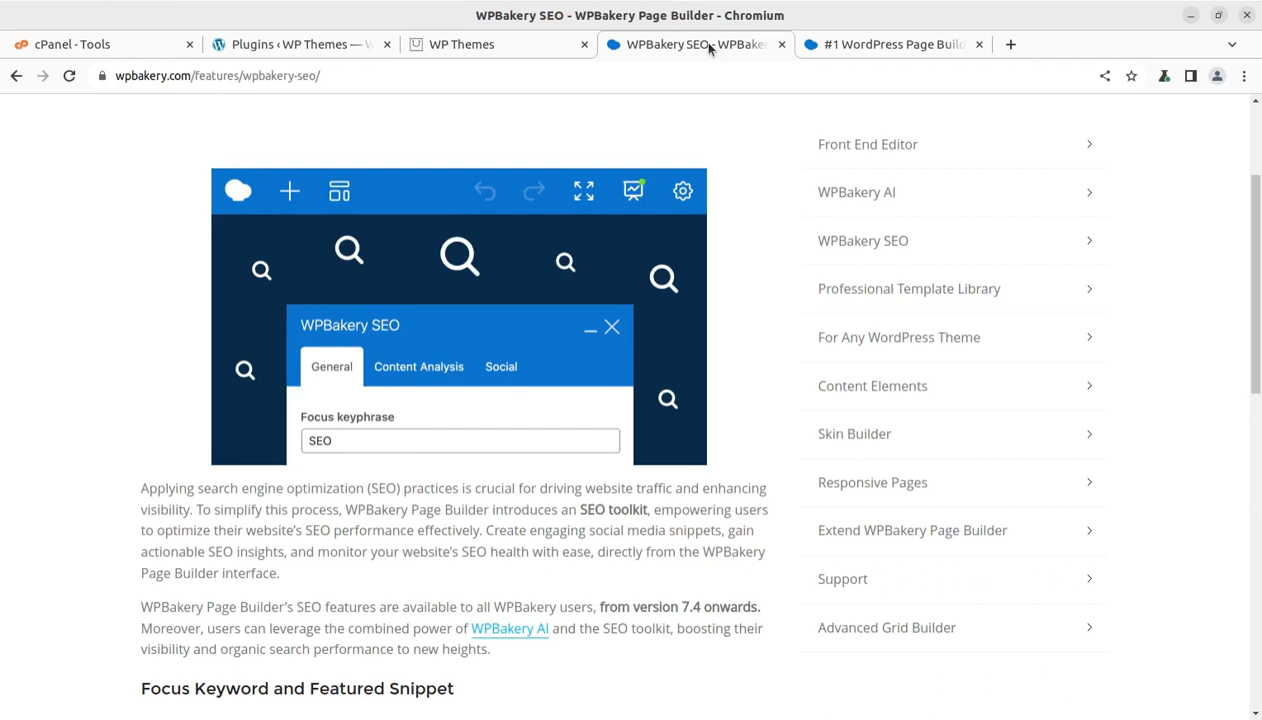 WPBakery SEO - WPBakery Page Builder - Chromium
cPanel - Tools
Plugins ‹ WP Themes — W
WP Themes
WPBakery SEO - WPBake
#1 WordPress Page Build
wpbakery.com/features/wpbakery-seo/
WPBakery SEO
General
Content Analysis
Social
Focus keyphrase
SEO
Applying search engine optimization (SEO) practices is crucial for driving website traffic and enhancing
visibility. To simplify this process, WPBakery Page Builder introduces an SEO toolkit, empowering users
to optimize their website's SEO performance effectively. Create engaging social media snippets, gain
actionable SEO insights, and monitor your website's SEO health with ease, directly from the WPBakery
Page Builder interface.
WPBakery Page Builder's SEO features are available to all WPBakery users, from version 7.4 onwards.
Moreover, users can leverage the combined power of WPBakery AI and the SEO toolkit, boosting their
visibility and organic search performance to new heights.
Focus Keyword and Featured Snippet
Front End Editor
WPBakery AI
WPBakery SEO
Professional Template Library
For Any WordPress Theme
Content Elements
Skin Builder
Responsive Pages
Extend WPBakery Page Builder
Support
Advanced Grid Builder